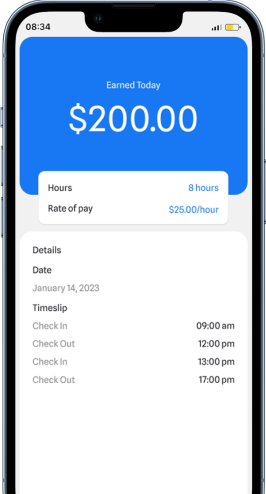 08:34
Earned Today
$200.00
Hours 8 hours
Rate of pay $25.00/hour
Details
Date
January 14, 2023
Timeslip
Check In 09:00 am
Check Out 12:00 pm
Check In 13:00 pm
Check Out 17:00 pm